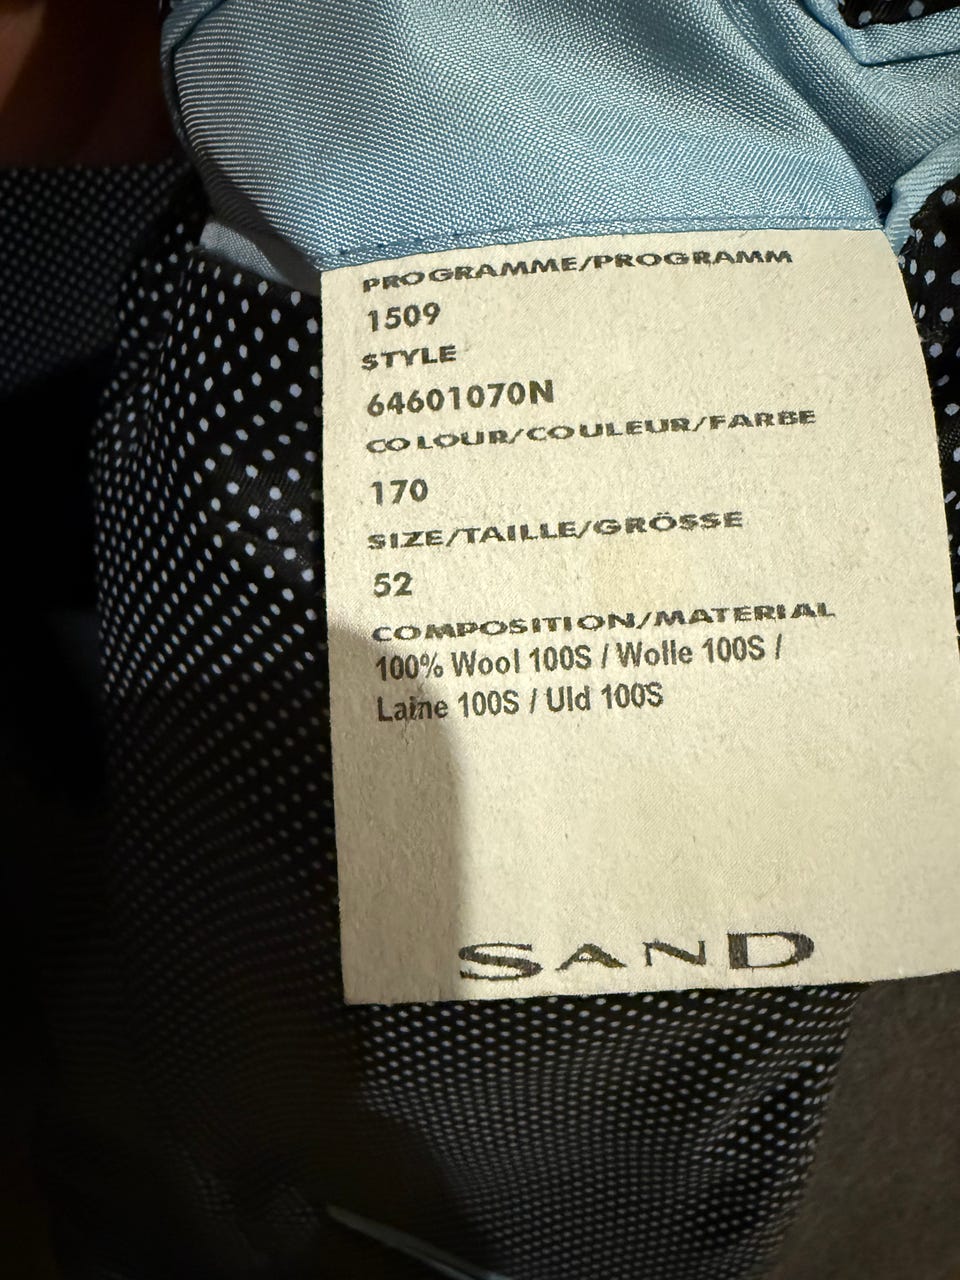 PROGRAMME/PROGRAMM
1509
STYLE
64601070N
COLOUR/COULEUR/FARBE
170
SIZE/TAILLE/GRÖSSE
52
COMPOSITION/MATERIAL
100% Wool 100S / Wolle 100S /
Laine 100S / Uld 100S
SAND